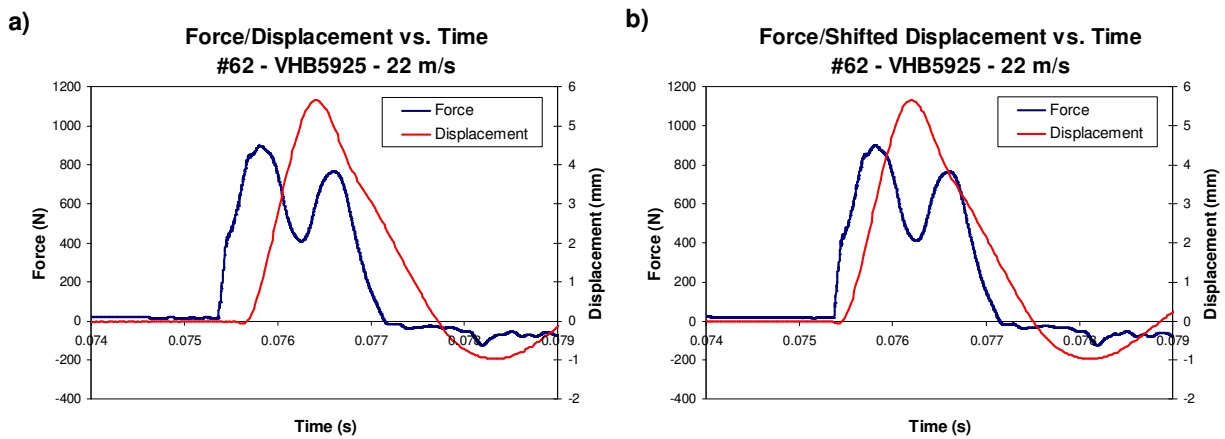 a)
Force/Displacement vs. Time
#62 - VHB5925 - 22 m/s
Force
Displacement
1200
1000
800
600
400
200
0
-200
-400
Force (N)
6
5
4
3
2
1
0
-1
-2
Displacement (mm)
0.074 0.075 0.076 0.077 0.078 0.079
Time (s)
b)
Force/Shifted Displacement vs. Time
#62 - VHB5925 - 22 m/s
Force
Displacement
1200
1000
800
600
400
200
0
-200
-400
Force (N)
6
5
4
3
2
1
0
-1
-2
Displacement (mm)
0.074 0.075 0.076 0.077 0.078 0.079
Time (s)